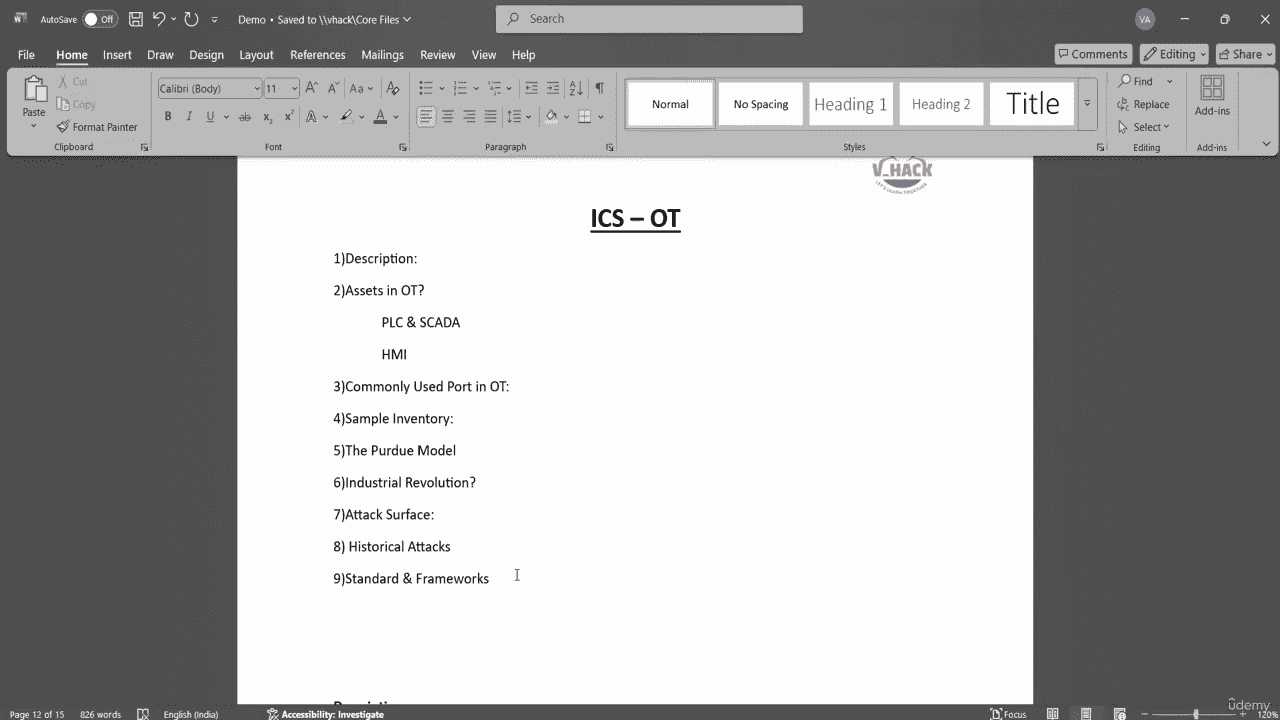 AutoSave Off Demo • Saved to \\vhack\Core Files Search VA
File Home Insert Draw Design Layout References Mailings Review View Help Comments Editing Share
Paste
Cut
Copy
Format Painter
Clipboard
Calibri (Body) 11
Font
Paragraph
Normal No Spacing Heading 1 Heading 2 Title
Styles
Find
Replace
Select
Editing
Add-ins
Add-ins
V_HACK
LET'S LEARN TOGETHER
ICS – OT
1)Description:
2)Assets in OT?
PLC & SCADA
HMI
3)Commonly Used Port in OT:
4)Sample Inventory:
5)The Purdue Model
6)Industrial Revolution?
7)Attack Surface:
8) Historical Attacks
9)Standard & Frameworks
Udemy
Page 12 of 15 826 words English (India) Accessibility: Investigate Focus 120%